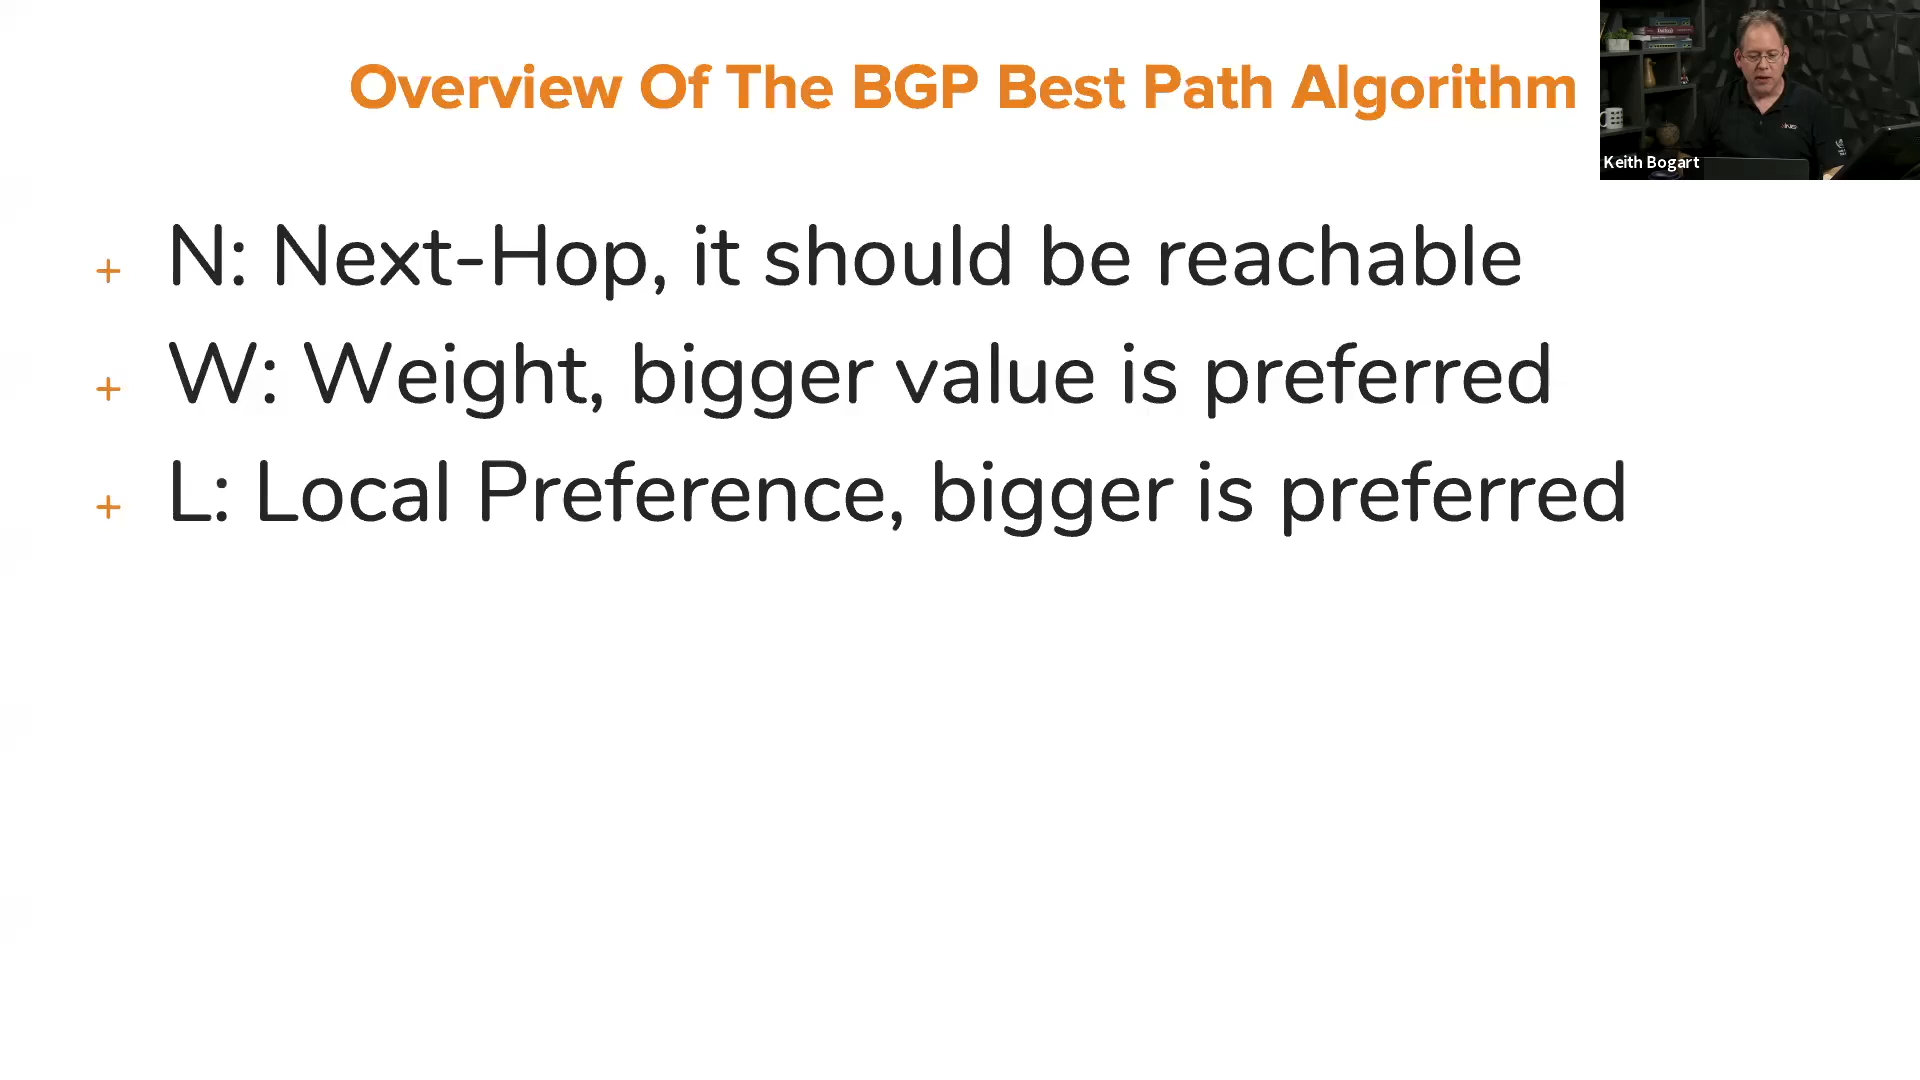 Overview Of The BGP Best Path Algorithm
Keith Bogart
+ N: Next-Hop, it should be reachable
+ W: Weight, bigger value is preferred
+ L: Local Preference, bigger is preferred